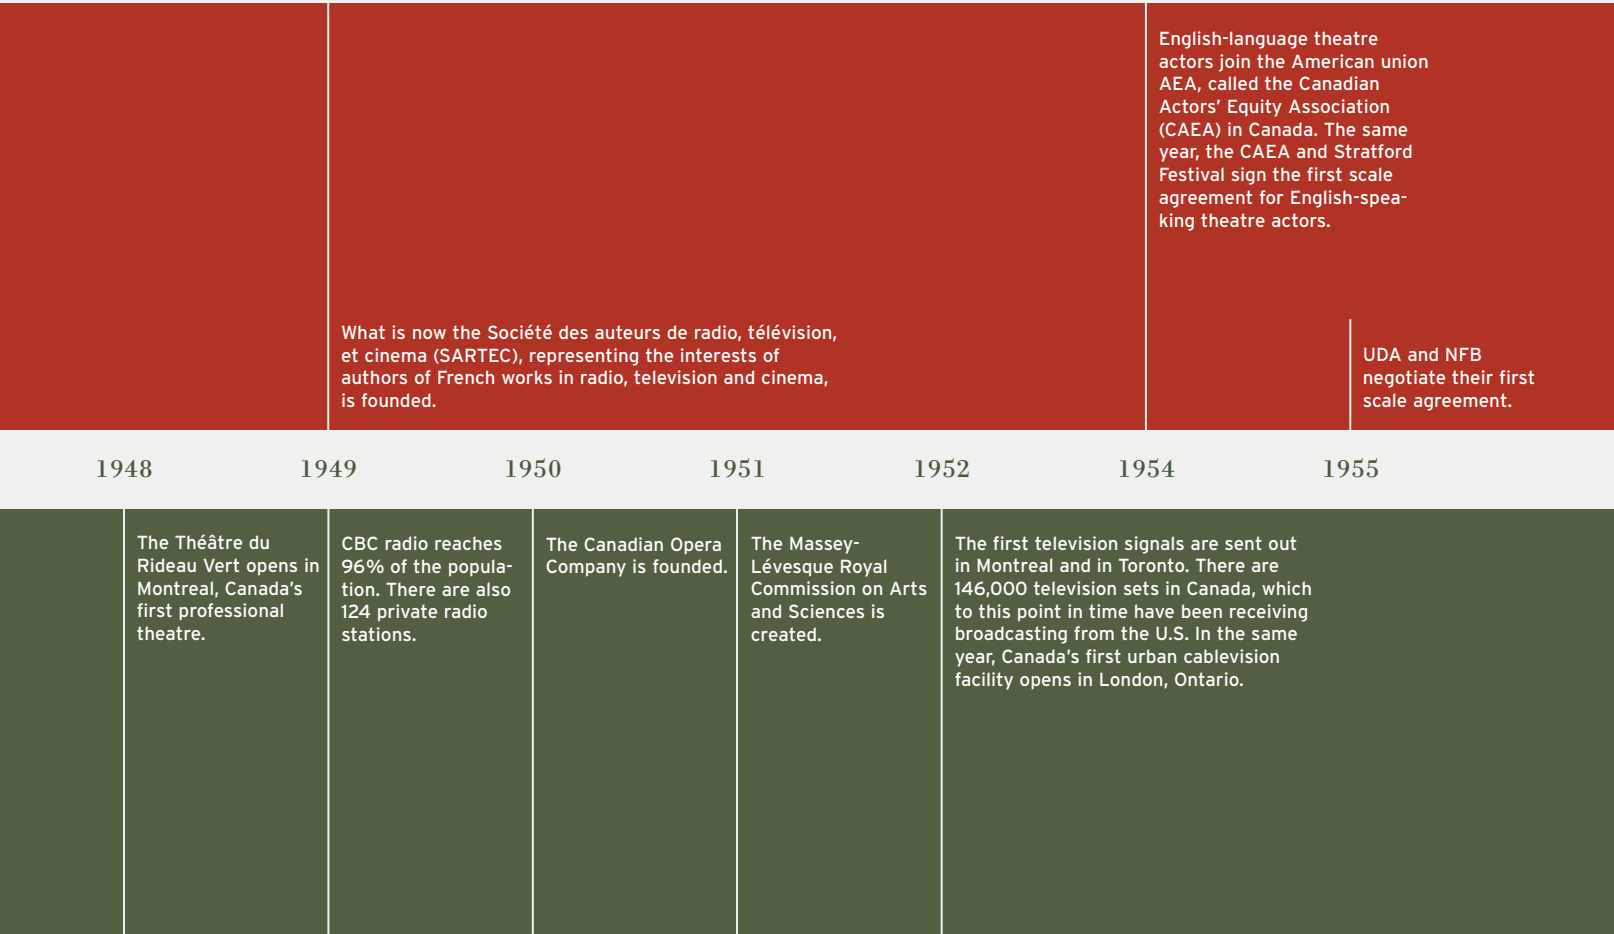 English-language theatre
actors join the American union
AEA, called the Canadian
Actors’ Equity Association
(CAEA) in Canada. The same
year, the CAEA and Stratford
Festival sign the first scale
agreement for English-spea-
king theatre actors.
What is now the Société des auteurs de radio, télévision,
et cinema (SARTEC), representing the interests of
authors of French works in radio, television and cinema,
is founded.
UDA and NFB
negotiate their first
scale agreement.
1948 1949 1950 1951 1952 1954 1955
The Théâtre du
Rideau Vert opens in
Montreal, Canada’s
first professional
theatre.
CBC radio reaches
96% of the popula-
tion. There are also
124 private radio
stations.
The Canadian Opera
Company is founded.
The Massey-
Lévesque Royal
Commission on Arts
and Sciences is
created.
The first television signals are sent out
in Montreal and in Toronto. There are
146,000 television sets in Canada, which
to this point in time have been receiving
broadcasting from the U.S. In the same
year, Canada’s first urban cablevision
facility opens in London, Ontario.